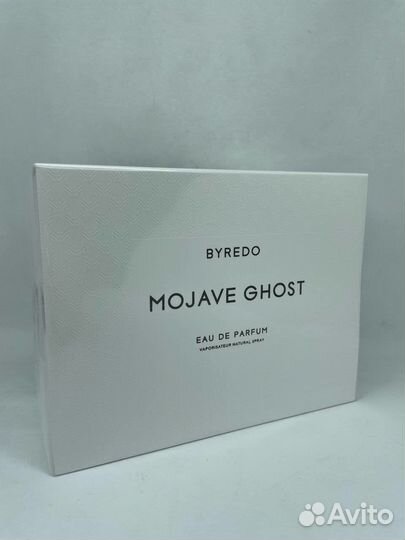 BYREDO
MOJAVE GHOST
EAU DE PARFUM
VAPORISATEUR NATURAL SPRAY
Avito